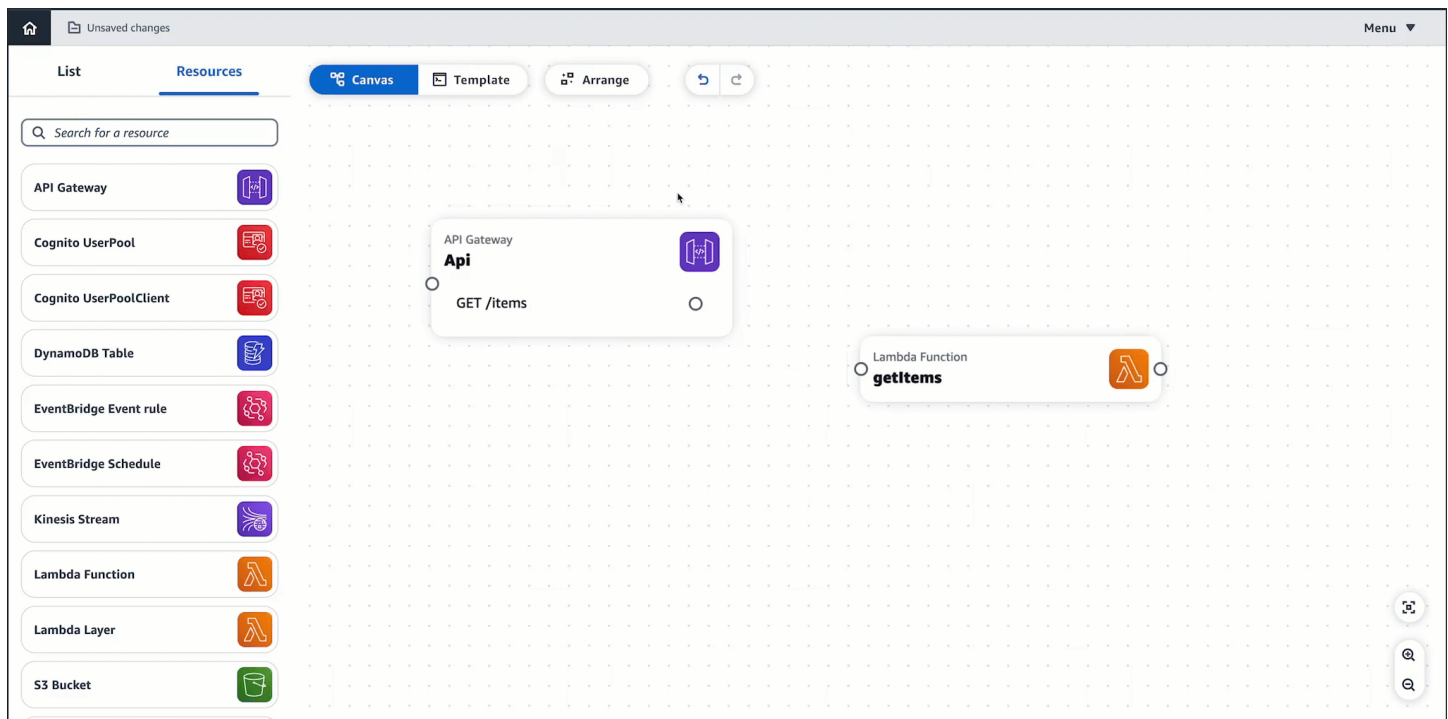 Unsaved changes
Menu ▼
List
Resources
Canvas
Template
Arrange
Search for a resource
API Gateway
Cognito UserPool
Cognito UserPoolClient
DynamoDB Table
EventBridge Event rule
EventBridge Schedule
Kinesis Stream
Lambda Function
Lambda Layer
S3 Bucket
API Gateway
Api
GET /items
Lambda Function
getItems